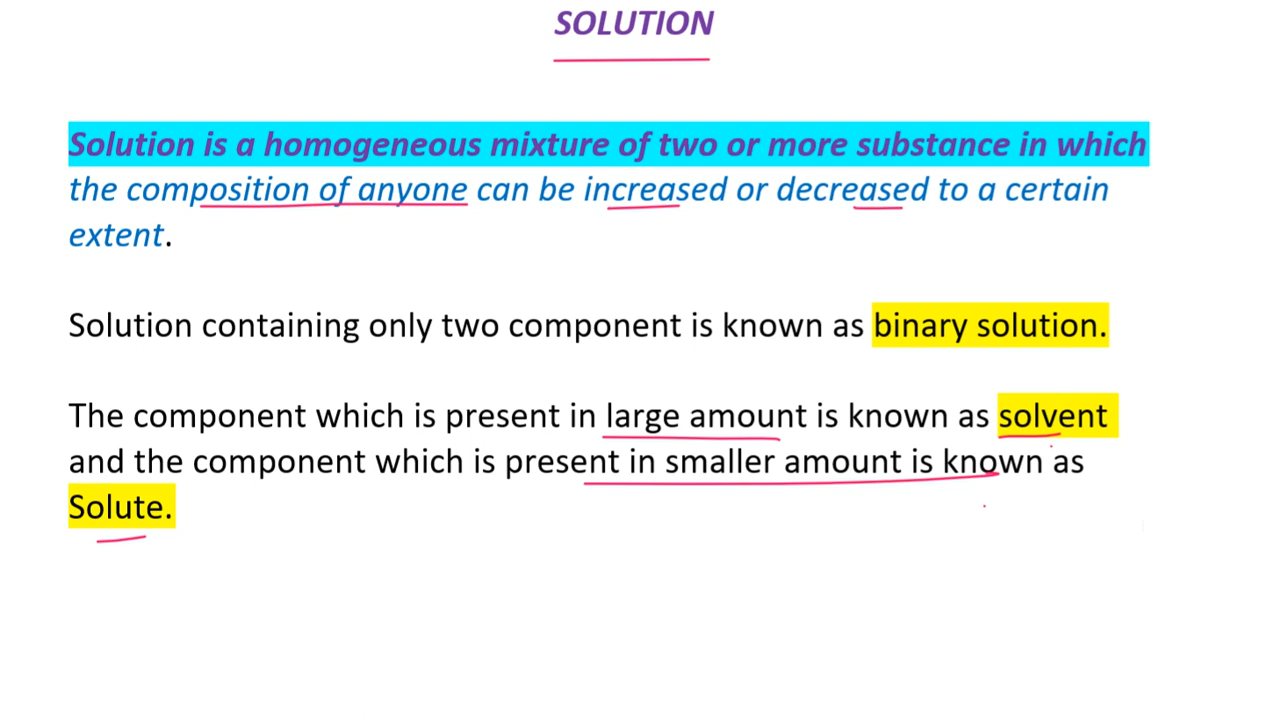 SOLUTION
Solution is a homogeneous mixture of two or more substance in which
the composition of anyone can be increased or decreased to a certain
extent.
Solution containing only two component is known as binary solution.
The component which is present in large amount is known as solvent
and the component which is present in smaller amount is known as
Solute.